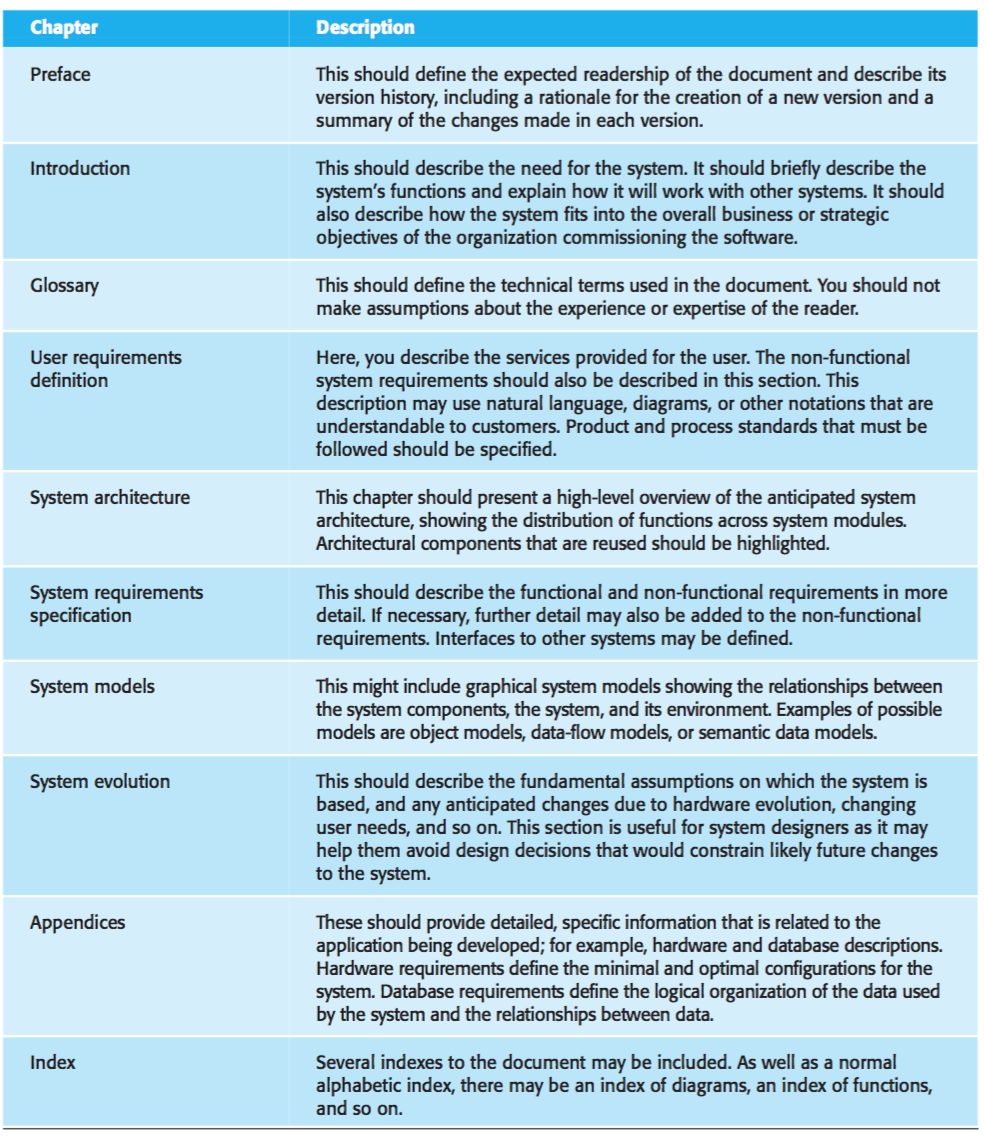 Chapter Description
Preface This should define the expected readership of the document and describe its
version history, including a rationale for the creation of a new version and a
summary of the changes made in each version.
Introduction This should describe the need for the system. It should briefly describe the
system’s functions and explain how it will work with other systems. It should
also describe how the system fits into the overall business or strategic
objectives of the organization commissioning the software.
Glossary This should define the technical terms used in the document. You should not
make assumptions about the experience or expertise of the reader.
User requirements Here, you describe the services provided for the user. The non-functional
definition system requirements should also be described in this section. This
description may use natural language, diagrams, or other notations that are
understandable to customers. Product and process standards that must be
followed should be specified.
System architecture This chapter should present a high-level overview of the anticipated system
architecture, showing the distribution of functions across system modules.
Architectural components that are reused should be highlighted.
System requirements This should describe the functional and non-functional requirements in more
specification detail. If necessary, further detail may also be added to the non-functional
requirements. Interfaces to other systems may be defined.
System models This might include graphical system models showing the relationships between
the system components, the system, and its environment. Examples of possible
models are object models, data-flow models, or semantic data models.
System evolution This should describe the fundamental assumptions on which the system is
based, and any anticipated changes due to hardware evolution, changing
user needs, and so on. This section is useful for system designers as it may
help them avoid design decisions that would constrain likely future changes
to the system.
Appendices These should provide detailed, specific information that is related to the
application being developed; for example, hardware and database descriptions.
Hardware requirements define the minimal and optimal configurations for the
system. Database requirements define the logical organization of the data used
by the system and the relationships between data.
Index Several indexes to the document may be included. As well as a normal
alphabetic index, there may be an index of diagrams, an index of functions,
and so on.